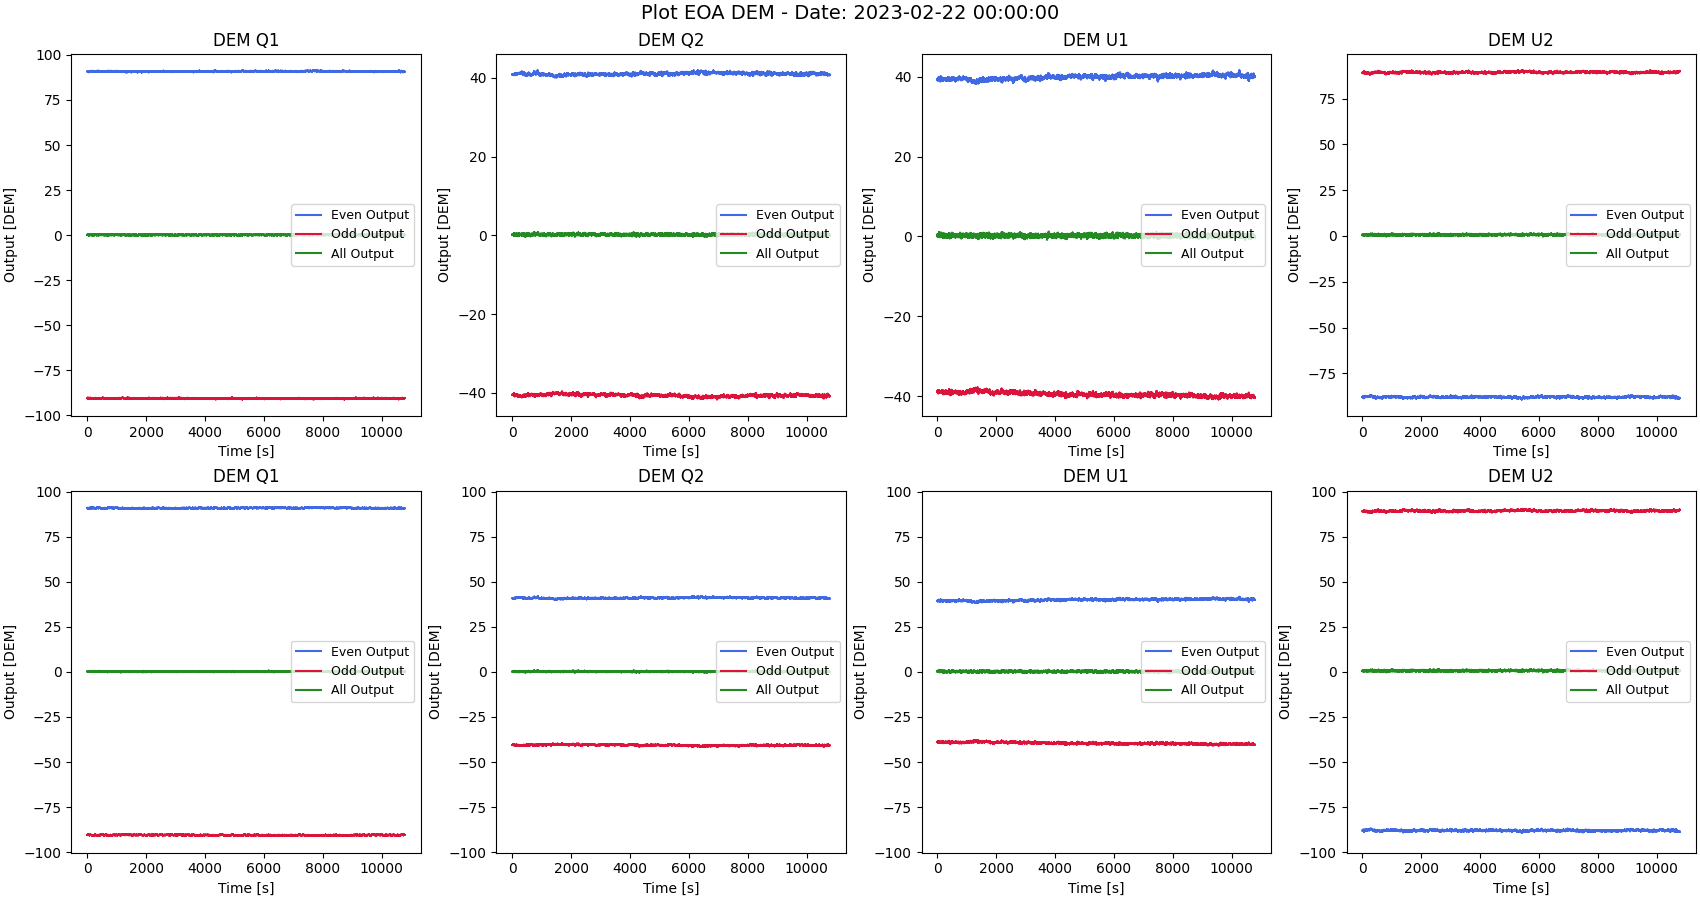 Plot EOA DEM - Date: 2023-02-22 00:00:00
DEM Q1
Output [DEM]
100
75
50
25
0
−25
−50
−75
−100
Even Output
Odd Output
All Output
0 2000 4000 6000 8000 10000
Time [s]
DEM Q2
Output [DEM]
40
20
0
−20
−40
Even Output
Odd Output
All Output
0 2000 4000 6000 8000 10000
Time [s]
DEM U1
Output [DEM]
40
20
0
−20
−40
Even Output
Odd Output
All Output
0 2000 4000 6000 8000 10000
Time [s]
DEM U2
Output [DEM]
75
50
25
0
−25
−50
−75
Even Output
Odd Output
All Output
0 2000 4000 6000 8000 10000
Time [s]
DEM Q1
Output [DEM]
100
75
50
25
0
−25
−50
−75
−100
Even Output
Odd Output
All Output
0 2000 4000 6000 8000 10000
Time [s]
DEM Q2
Output [DEM]
100
75
50
25
0
−25
−50
−75
−100
Even Output
Odd Output
All Output
0 2000 4000 6000 8000 10000
Time [s]
DEM U1
Output [DEM]
100
75
50
25
0
−25
−50
−75
−100
Even Output
Odd Output
All Output
0 2000 4000 6000 8000 10000
Time [s]
DEM U2
Output [DEM]
100
75
50
25
0
−25
−50
−75
−100
Even Output
Odd Output
All Output
0 2000 4000 6000 8000 10000
Time [s]